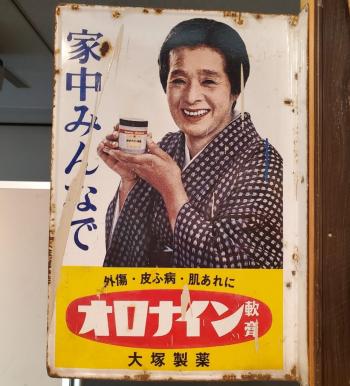 家中みんなで
外傷・皮ふ病・肌あれに
オロナイン軟膏
大塚製薬